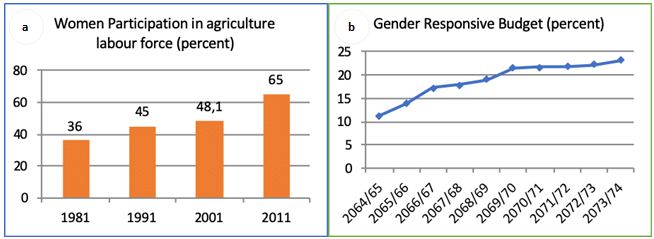 a
Women Participation in agriculture
labour force (percent)
80
60
40
20
0
36
45
48,1
65
1981 1991 2001 2011
b
Gender Responsive Budget (percent)
25
20
15
10
5
0
2064/65 2065/66 2066/67 2067/68 2068/69 2069/70 2070/71 2071/72 2072/73 2073/74